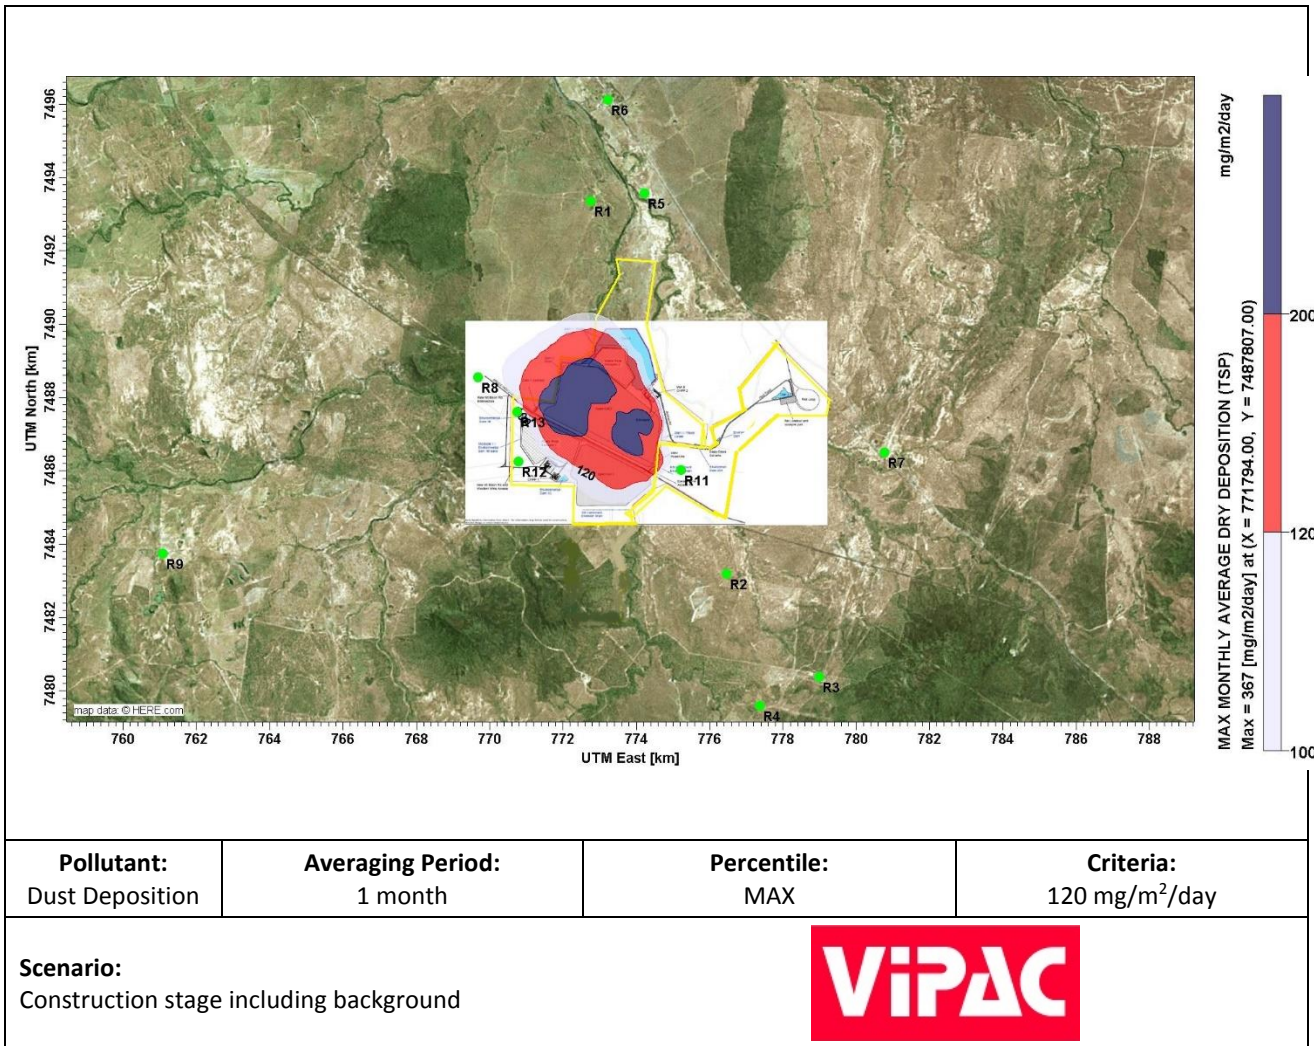 R6
R1
R5
R8
R13
R12
120
R11
R7
R9
R2
R3
R4
map data: © HERE.com
7496
7494
7492
7490
7488
7486
7484
7482
7480
UTM North [km]
760 762 764 766 768 770 772 774 776 778 780 782 784 786 788
UTM East [km]
MAX MONTHLY AVERAGE DRY DEPOSITION (TSP) mg/m2/day
Max = 367 [mg/m2/day] at (X = 771794.00, Y = 7487807.00)
200
120
100
Pollutant:
Dust Deposition
Averaging Period:
1 month
Percentile:
MAX
Criteria:
120 mg/m²/day
Scenario:
Construction stage including background
ViPAC